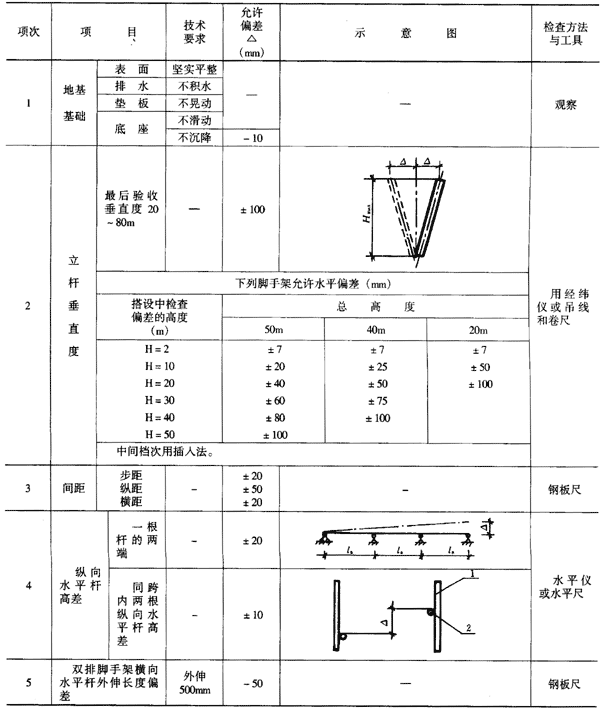 项次 项 目 技术要求 允许偏差 △ (mm) 示 意 图 检查方法与工具
1 地基基础 表 面 坚实平整 — — 观察
排 水 不积水
垫 板 不晃动
底 座 不滑动
不沉降 -10
2 立杆垂直度 最后验收垂直度 20~80m — ±100 用经纬仪或吊线和卷尺
Δ Δ
Hmax
下列脚手架允许水平偏差(mm)
搭设中检查偏差的高度(m) 总 高 度
50m 40m 20m
H=2 ±7 ±7 ±7
H=10 ±20 ±25 ±50
H=20 ±40 ±50 ±100
H=30 ±60 ±75
H=40 ±80 ±100
H=50 ±100
中间档次用插入法。
3 间距 步距 - ±20 - 钢板尺
纵距 ±50
横距 ±20
4 纵向水平杆高差 一根杆的两端 - ±20 水平仪或水平尺
la la la Δ
同跨内两根纵向水平杆高差 - ±10
Δ 1 2
5 双排脚手架横向水平杆外伸长度偏差 外伸500mm -50 — 钢板尺